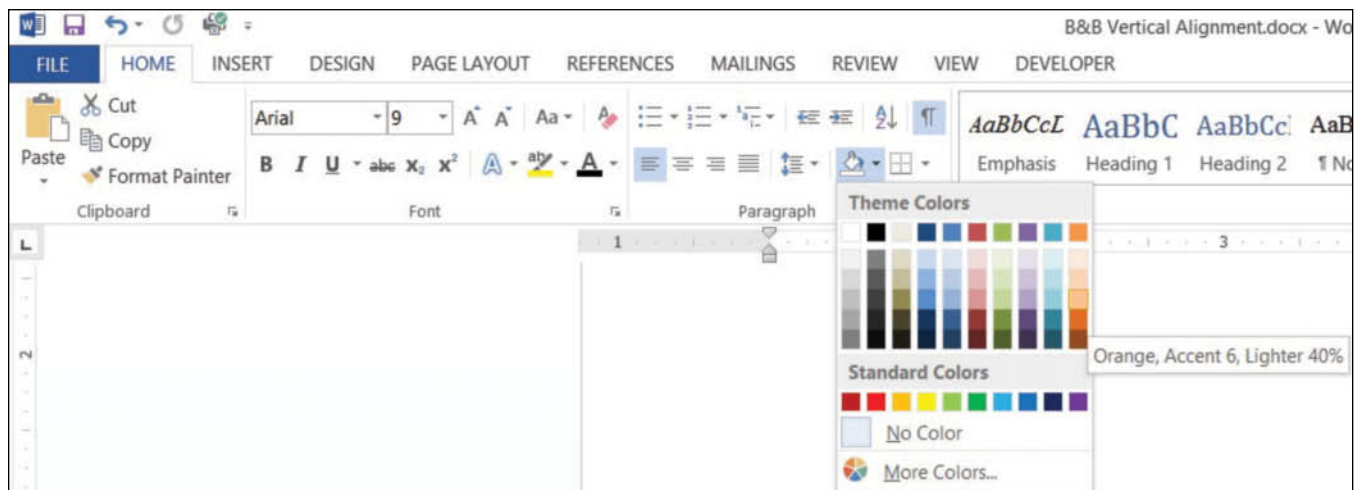 B&B Vertical Alignment.docx - Wo
FILE HOME INSERT DESIGN PAGE LAYOUT REFERENCES MAILINGS REVIEW VIEW DEVELOPER
Cut
Copy
Paste
Format Painter
Clipboard
Arial 9 A A Aa
B I U abc X₂ X² A aby A
Font
Paragraph
AaBbCcL AaBbC AaBbCc AaB
Emphasis Heading 1 Heading 2 ¶ No
Theme Colors
L 1 3
2
Orange, Accent 6, Lighter 40%
Standard Colors
No Color
More Colors...